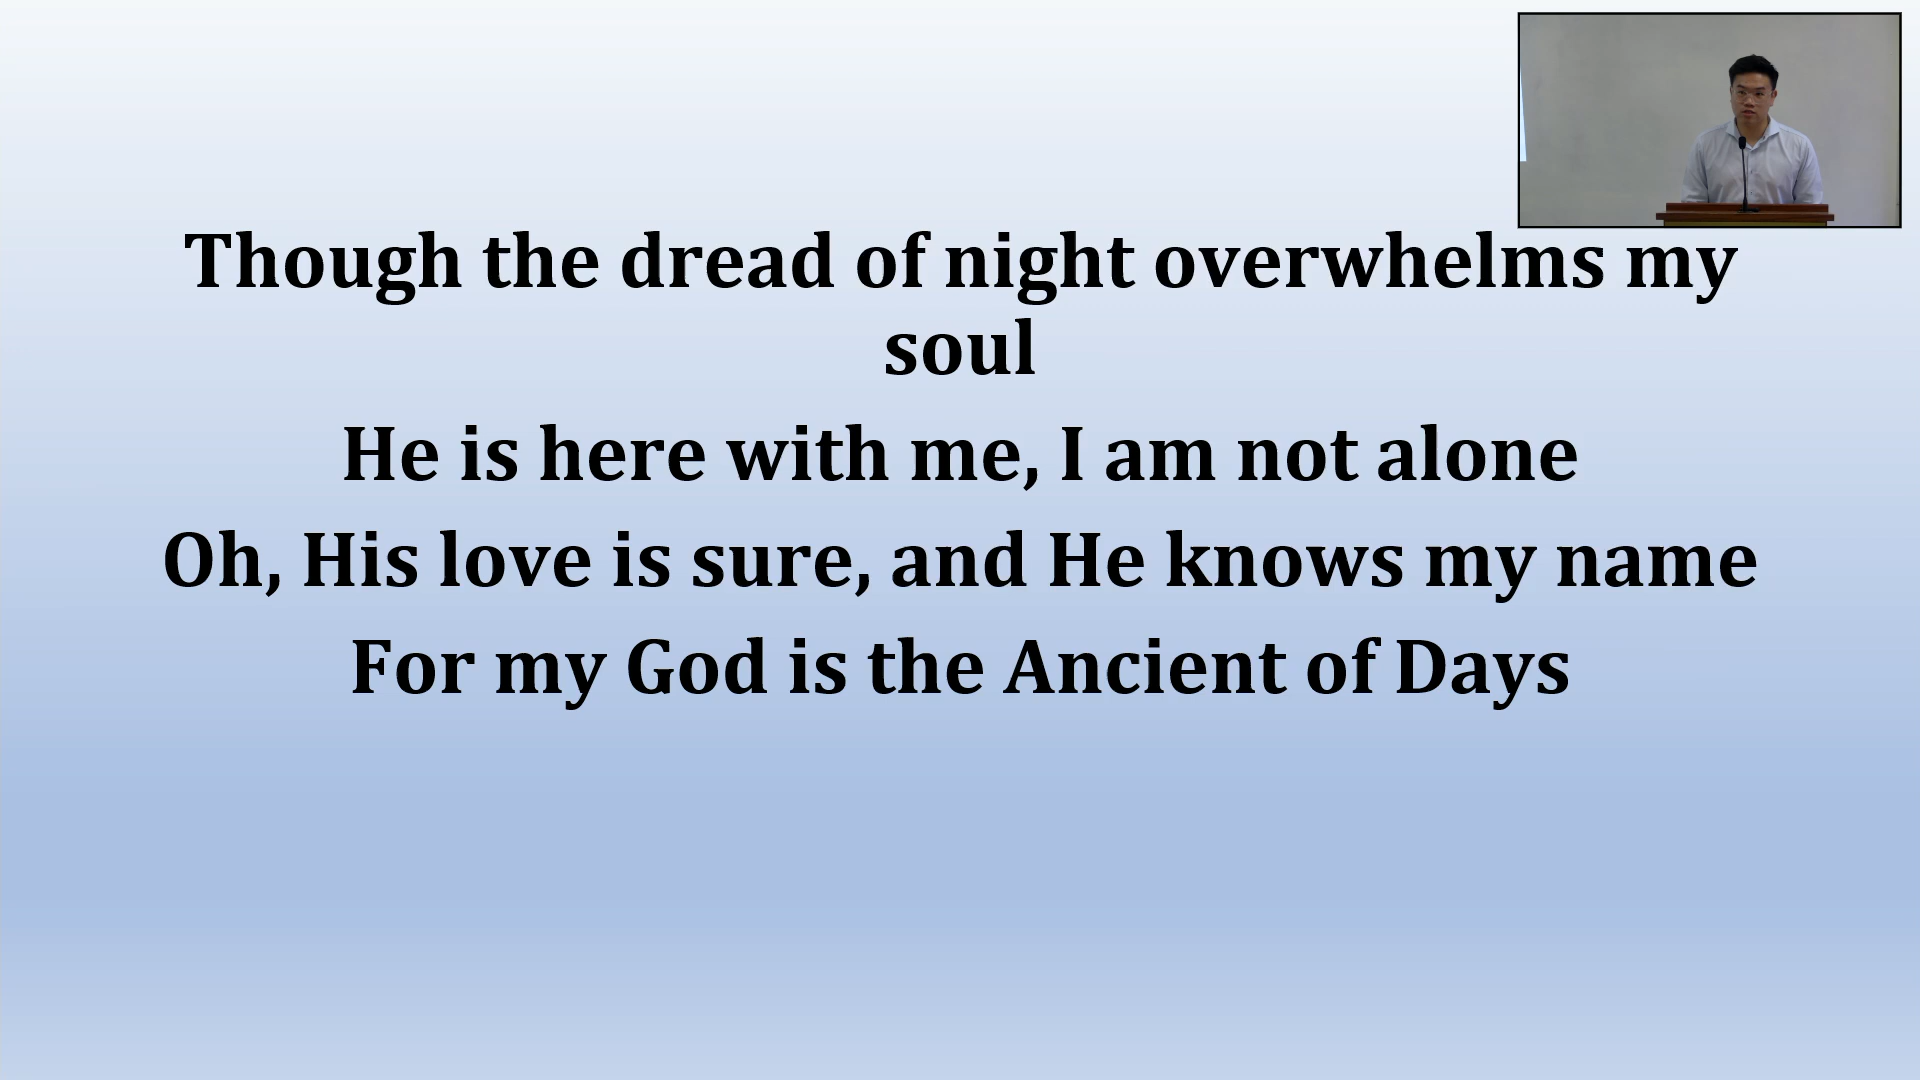 Though the dread of night overwhelms my
soul
He is here with me, I am not alone
Oh, His love is sure, and He knows my name
For my God is the Ancient of Days